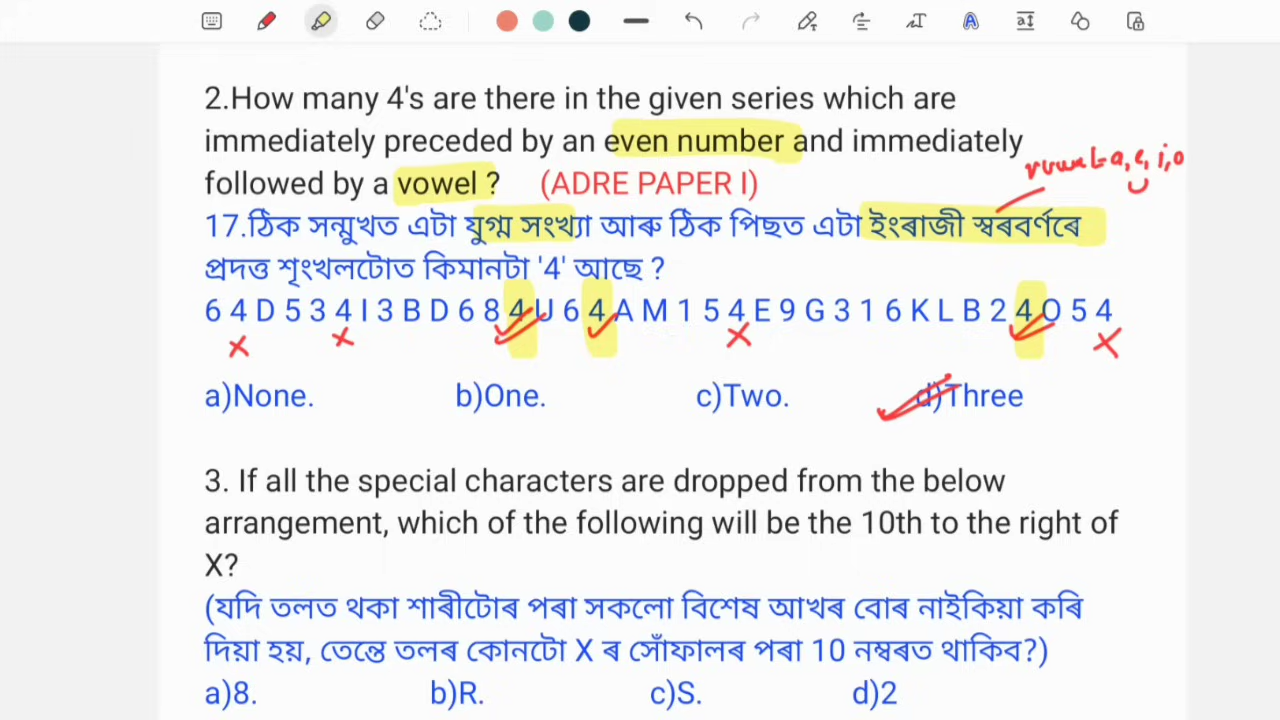 2.How many 4's are there in the given series which are
immediately preceded by an even number and immediately
vowel - a, e, i, o
followed by a vowel ? (ADRE PAPER I)
17.ঠিক সন্মুখত এটা যুগ্ম সংখ্যা আৰু ঠিক পিছত এটা ইংৰাজী স্বৰবৰ্ণৰে
প্ৰদত্ত শৃংখলটোত কিমানটা '4' আছে ?
6 4 D 5 3 4 I 3 B D 6 8 4 U 6 4 A M 1 5 4 E 9 G 3 1 6 K L B 2 4 O 5 4
a)None. b)One. c)Two. d)Three
3. If all the special characters are dropped from the below
arrangement, which of the following will be the 10th to the right of
X?
(যদি তলত থকা শাৰীটোৰ পৰা সকলো বিশেষ আখৰ বোৰ নাইকিয়া কৰি
দিয়া হয়, তেন্তে তলৰ কোনটো X ৰ সোঁফালৰ পৰা 10 নম্বৰত থাকিব?)
a)8. b)R. c)S. d)2